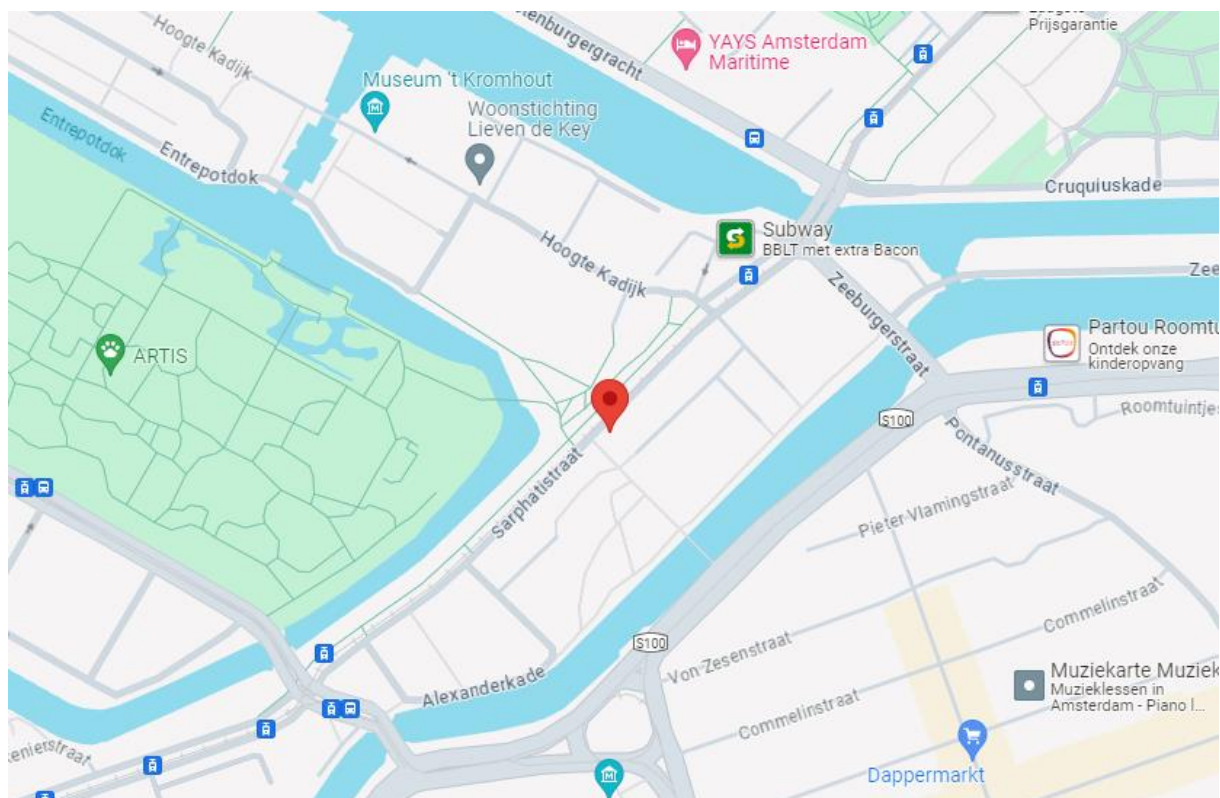 Prijsgarantie
YAYS Amsterdam
Maritime
Hoogte Kadijk
Museum 't Kromhout
Woonstichting
Lieven de Key
Entrepotdok
Entrepotdok
Cruquiuskade
Subway
BBLT met extra Bacon
Hoogte Kadijk
Zeeburgerstraat
Partou Roomtu
Ontdek onze
kinderopvang
ARTIS
S100
Roomtuintjes
Pontanusstraat
Sarphatistraat
Pieter Vlamingstraat
Commelinstraat
S100
Von Zesenstraat
Alexanderkade
Muziekarte Muziek
Muzieklessen in
Amsterdam - Piano l...
Commelinstraat
Dappermarkt